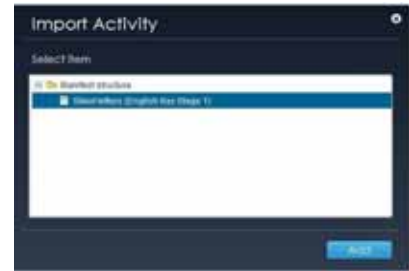 Import Activity
Select Item
Manifest structure
Silent letters (English Key Stage 1)
Add